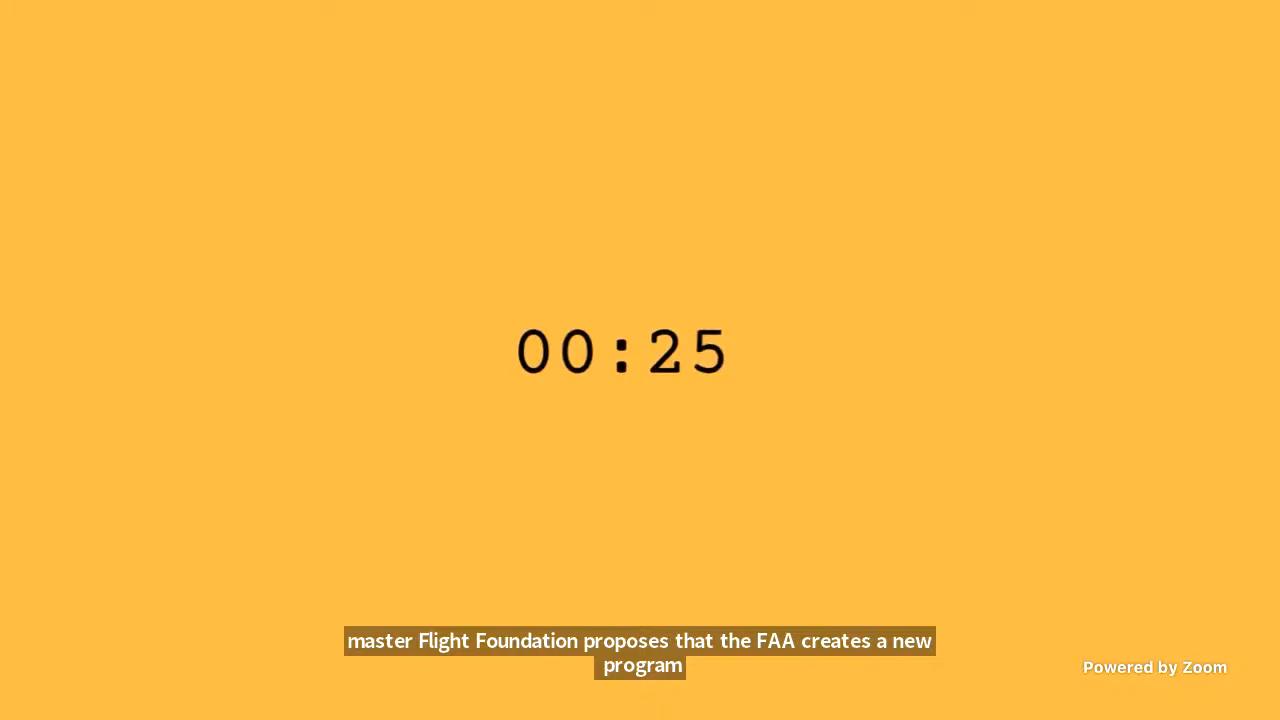 00:25
master Flight Foundation proposes that the FAA creates a new
program
Powered by Zoom